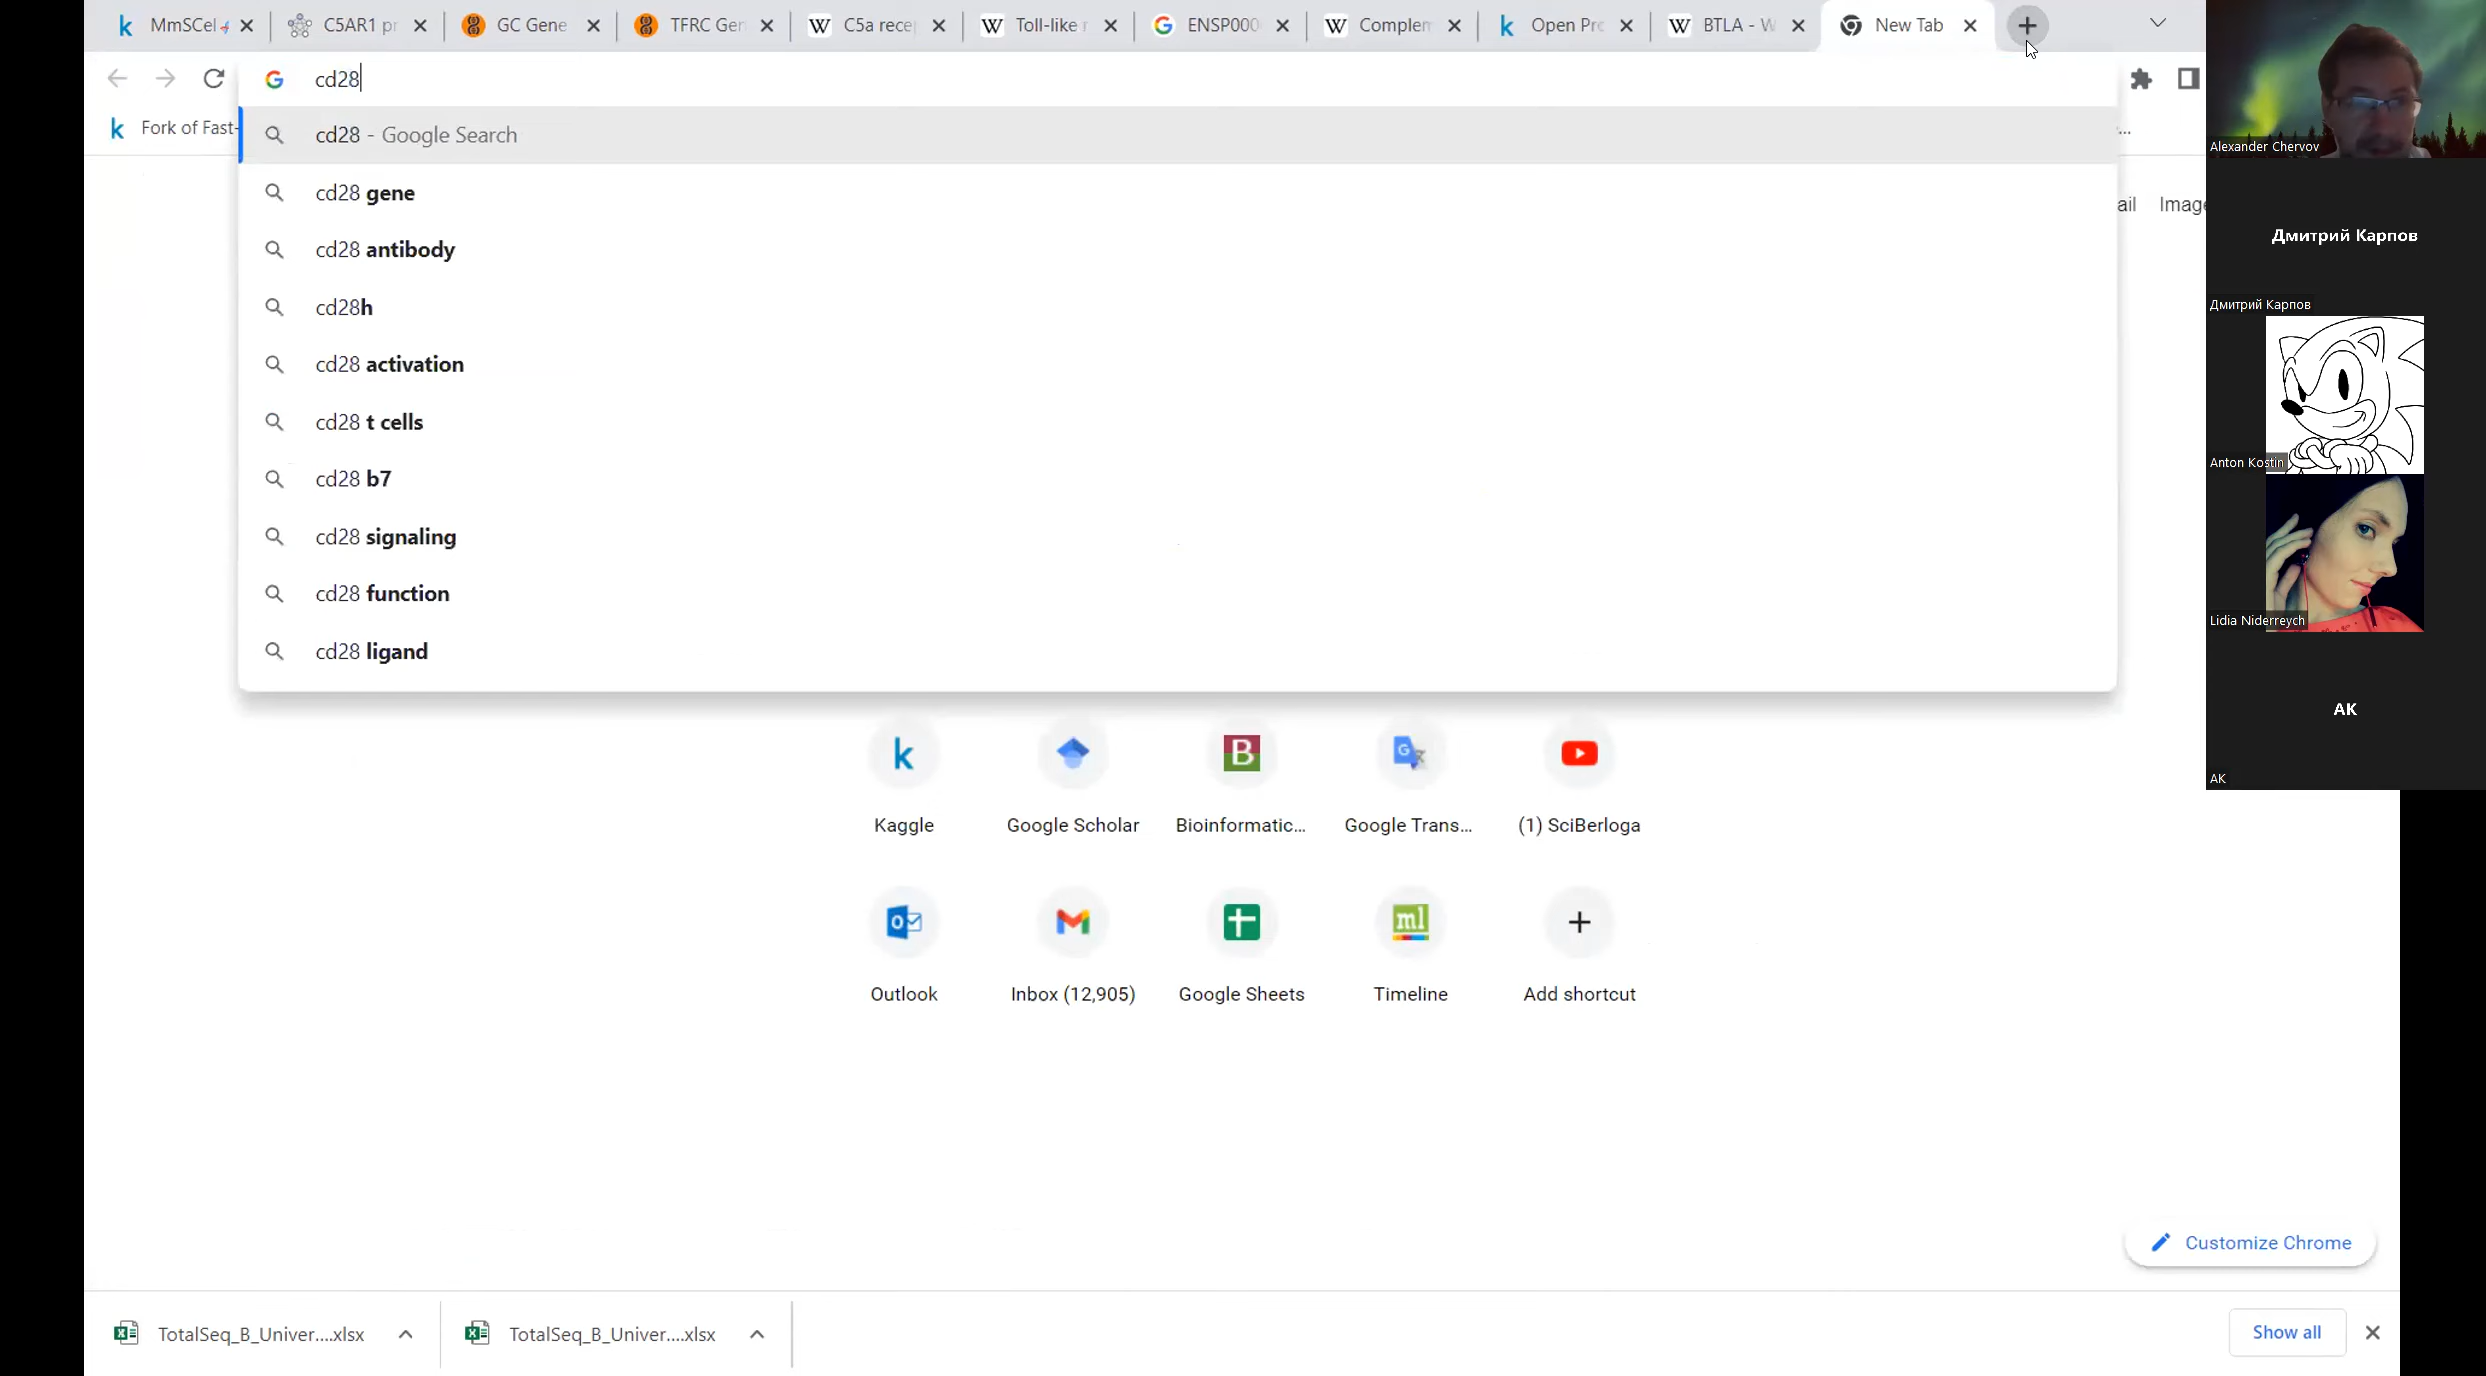 MmSCel
C5AR1 pr
GC Gene
TFRC Gen
C5a rece
Toll-like r
ENSP000
Complem
Open Pro
BTLA - W
New Tab
cd28
Fork of Fast-
cd28 - Google Search
cd28 gene
cd28 antibody
cd28h
cd28 activation
cd28 t cells
cd28 b7
cd28 signaling
cd28 function
cd28 ligand
ail Image
Kaggle
Google Scholar
Bioinformatic...
Google Trans...
(1) SciBerloga
Outlook
Inbox (12,905)
Google Sheets
Timeline
Add shortcut
Customize Chrome
TotalSeq_B_Univer....xlsx
TotalSeq_B_Univer....xlsx
Show all
Alexander Chervov
Дмитрий Карпов
Дмитрий Карпов
Anton Kostin
Lidia Niderreych
AK
AK